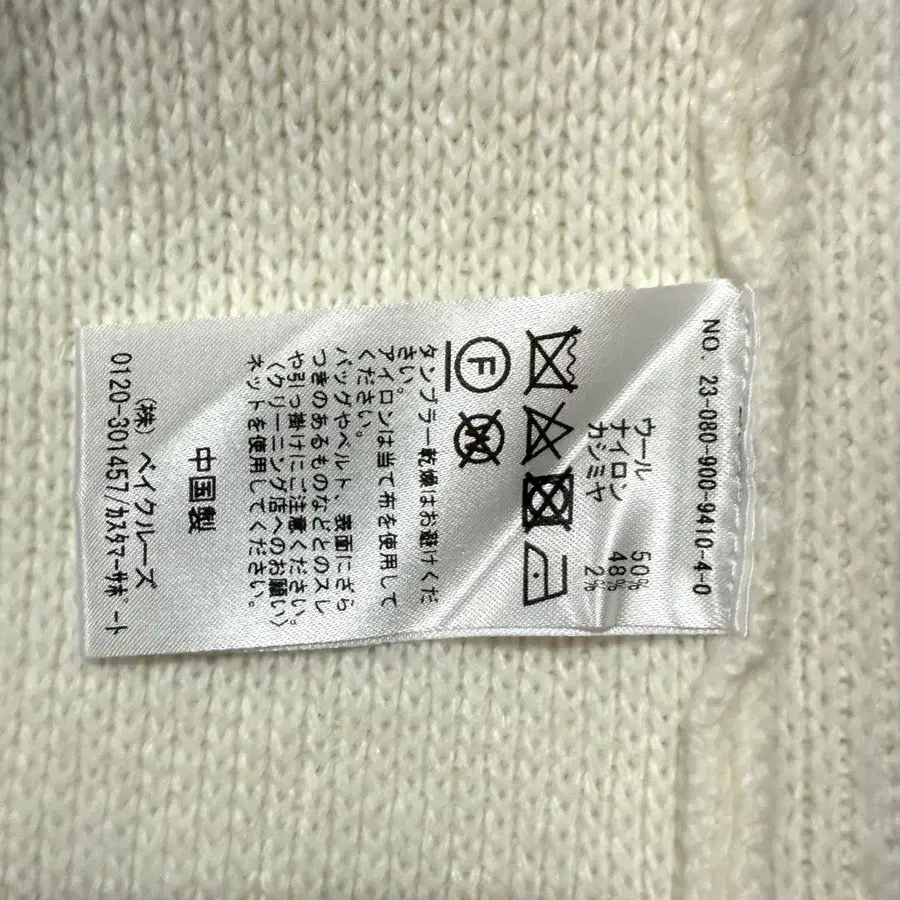 NO. 23-080-900-9410-4-0
ウール 50%
ナイロン 48%
カシミヤ 2%
F
W
タンブラー乾燥はお避けくだ
さい。
アイロンは当て布を使用して
ください。
バッグやベルト、表面にざら
つきのあるものなどとのスレ
や引っ掛けにご注意ください。
〈クリーニング店へのお願い〉
ネットを使用してください。
中国製
(株) ベイクルーズ
0120-301457/カスタマーサポート